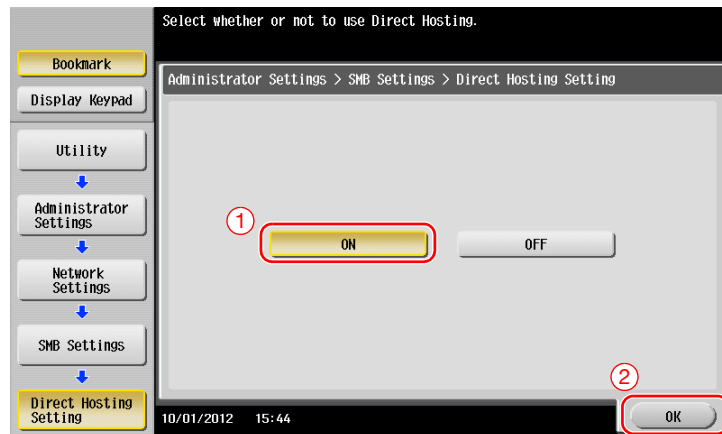 Select whether or not to use Direct Hosting.
Bookmark
Display Keypad
Administrator Settings > SMB Settings > Direct Hosting Setting
Utility
Administrator
Settings
Network
Settings
SMB Settings
Direct Hosting
Setting
1
ON
OFF
2
10/01/2012 15:44
OK